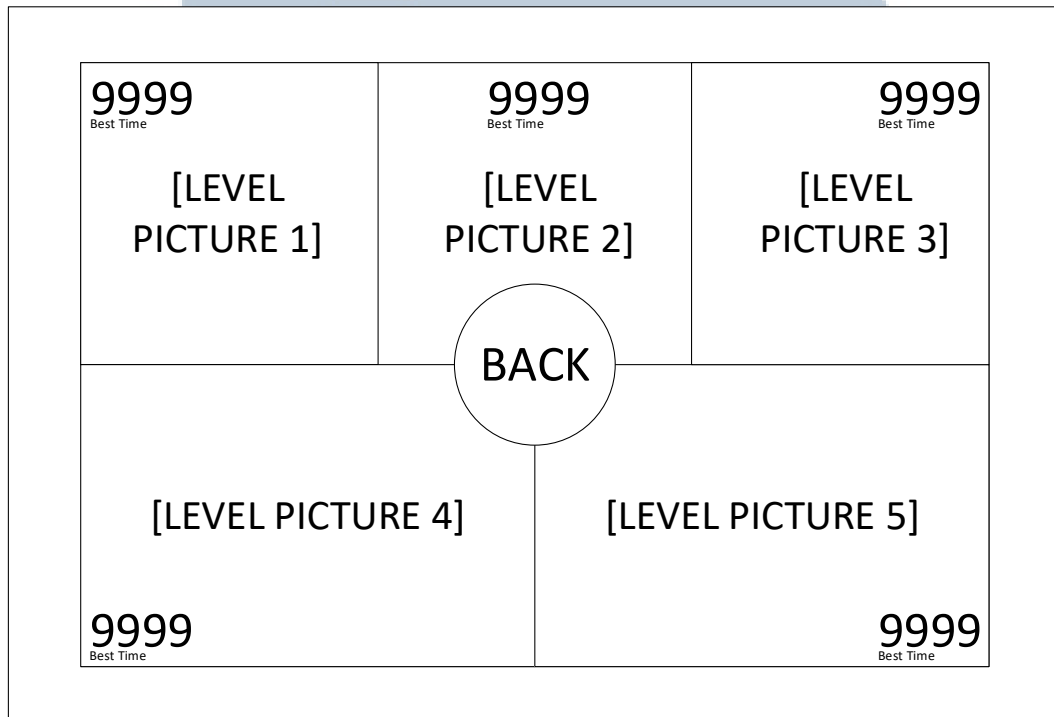 9999
Best Time
[LEVEL
PICTURE 1]
9999
Best Time
[LEVEL
PICTURE 2]
9999
Best Time
[LEVEL
PICTURE 3]
BACK
[LEVEL PICTURE 4]
9999
Best Time
[LEVEL PICTURE 5]
9999
Best Time